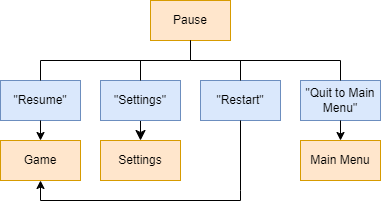 Pause
"Resume"
"Settings"
"Restart"
"Quit to Main
Menu"
Game
Settings
Main Menu